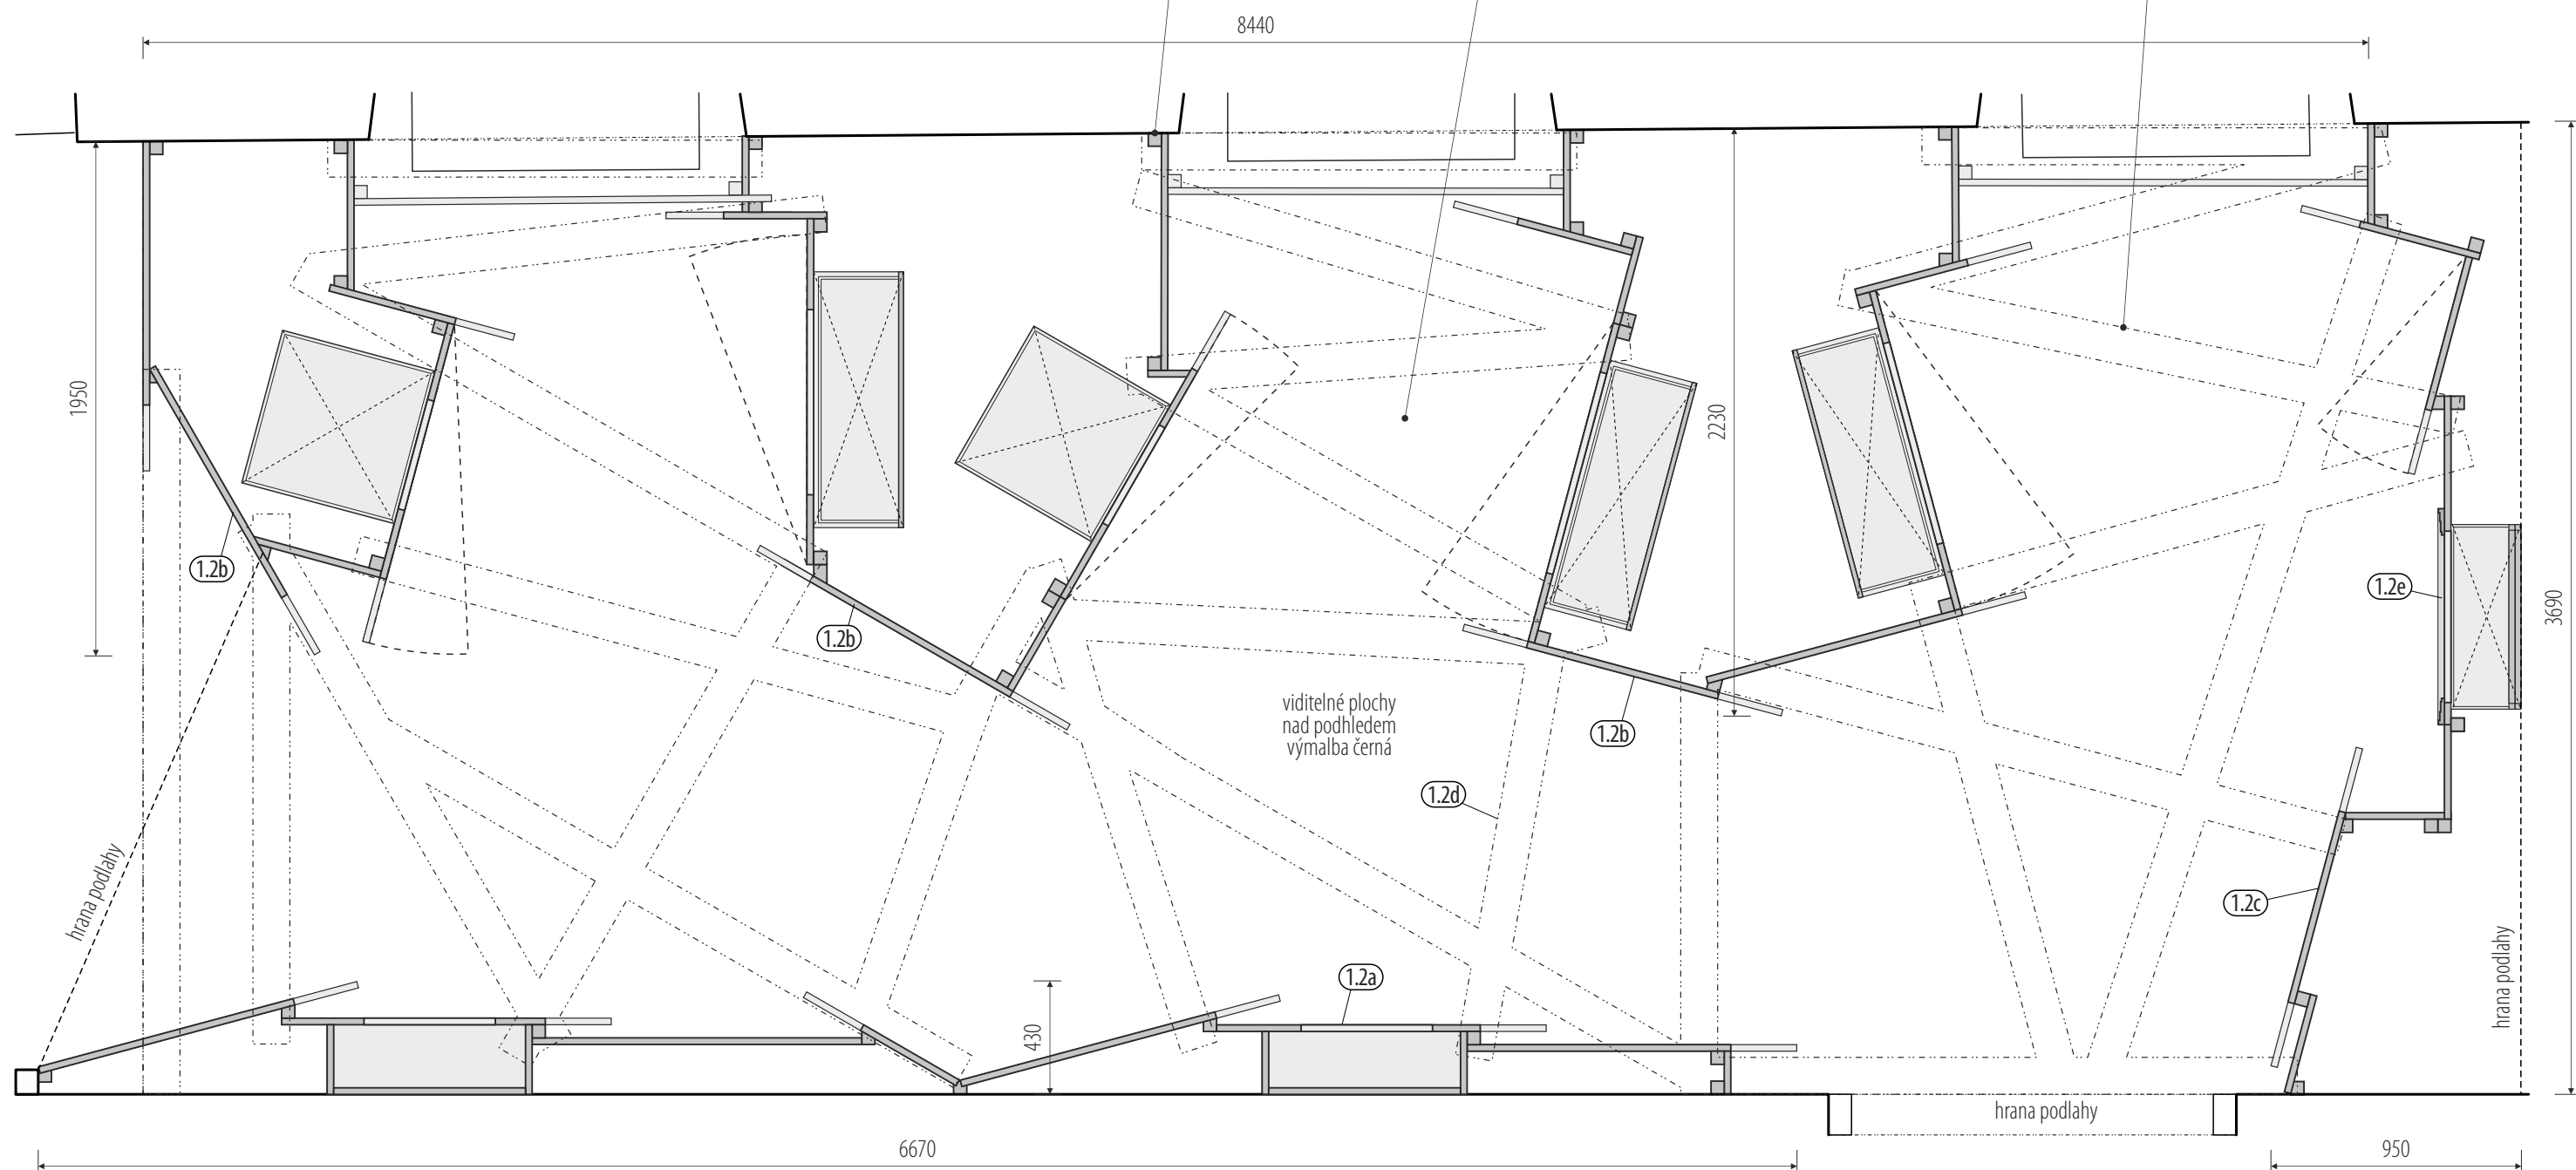 8440
1950
2230
1.2b
1.2e
3690
1.2b
viditelné plochy
nad podhledem
výmalba černá
1.2b
1.2d
hrana podlahy
1.2c
hrana podlahy
1.2a
430
hrana podlahy
6670
950